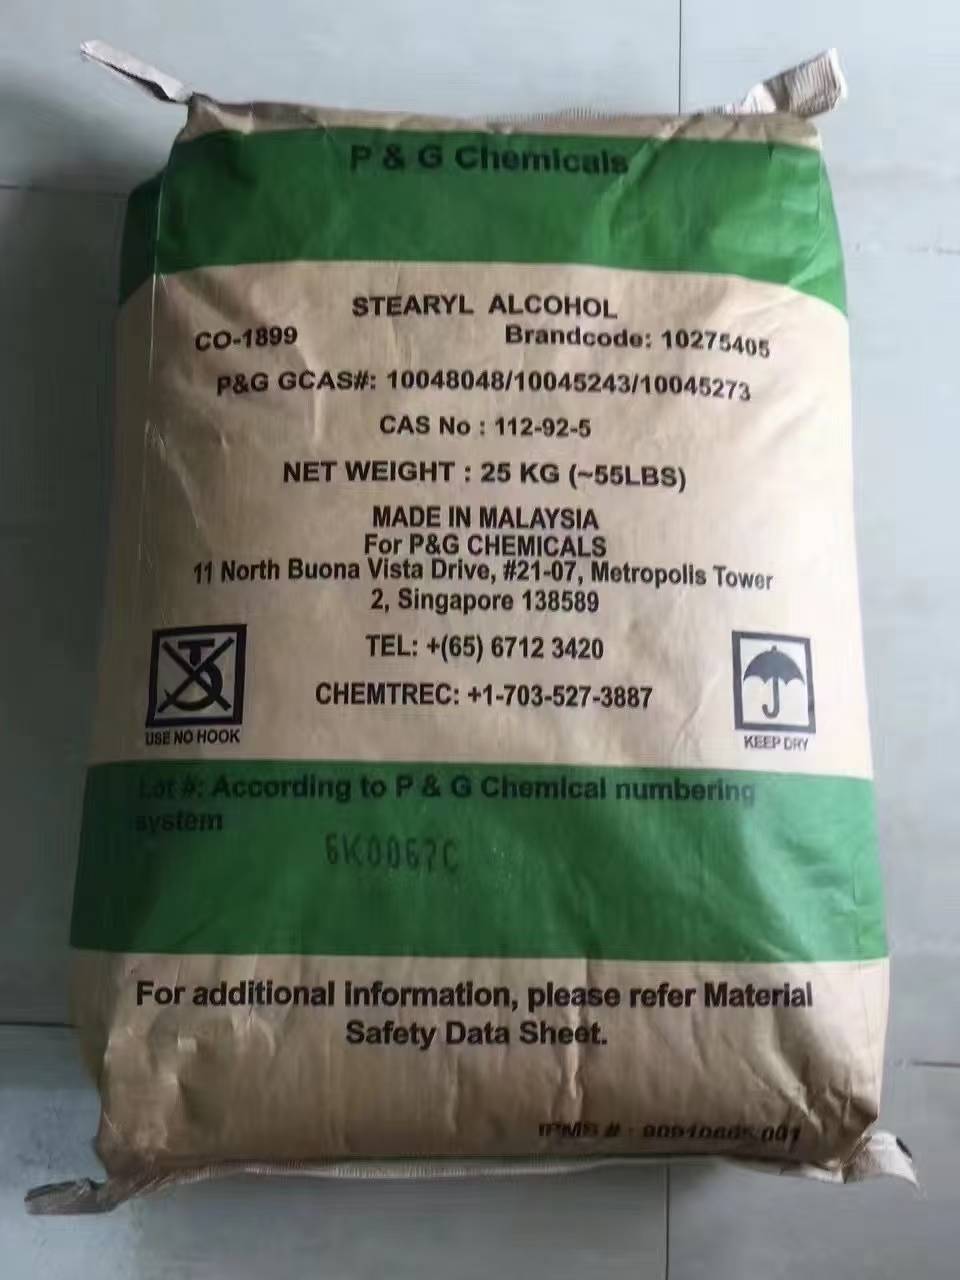 P & G Chemicals
STEARYL ALCOHOL
CO-1899 Brandcode: 10275405
P&G GCAS#: 10048048/10045243/10045273
CAS No : 112-92-5
NET WEIGHT : 25 KG (~55LBS)
MADE IN MALAYSIA
For P&G CHEMICALS
11 North Buona Vista Drive, #21-07, Metropolis Tower
2, Singapore 138589
TEL: +(65) 6712 3420
CHEMTREC: +1-703-527-3887
USE NO HOOK
KEEP DRY
Lot #: According to P & G Chemical numbering
system
6K0067C
For additional information, please refer Material
Safety Data Sheet.
IPMS # :